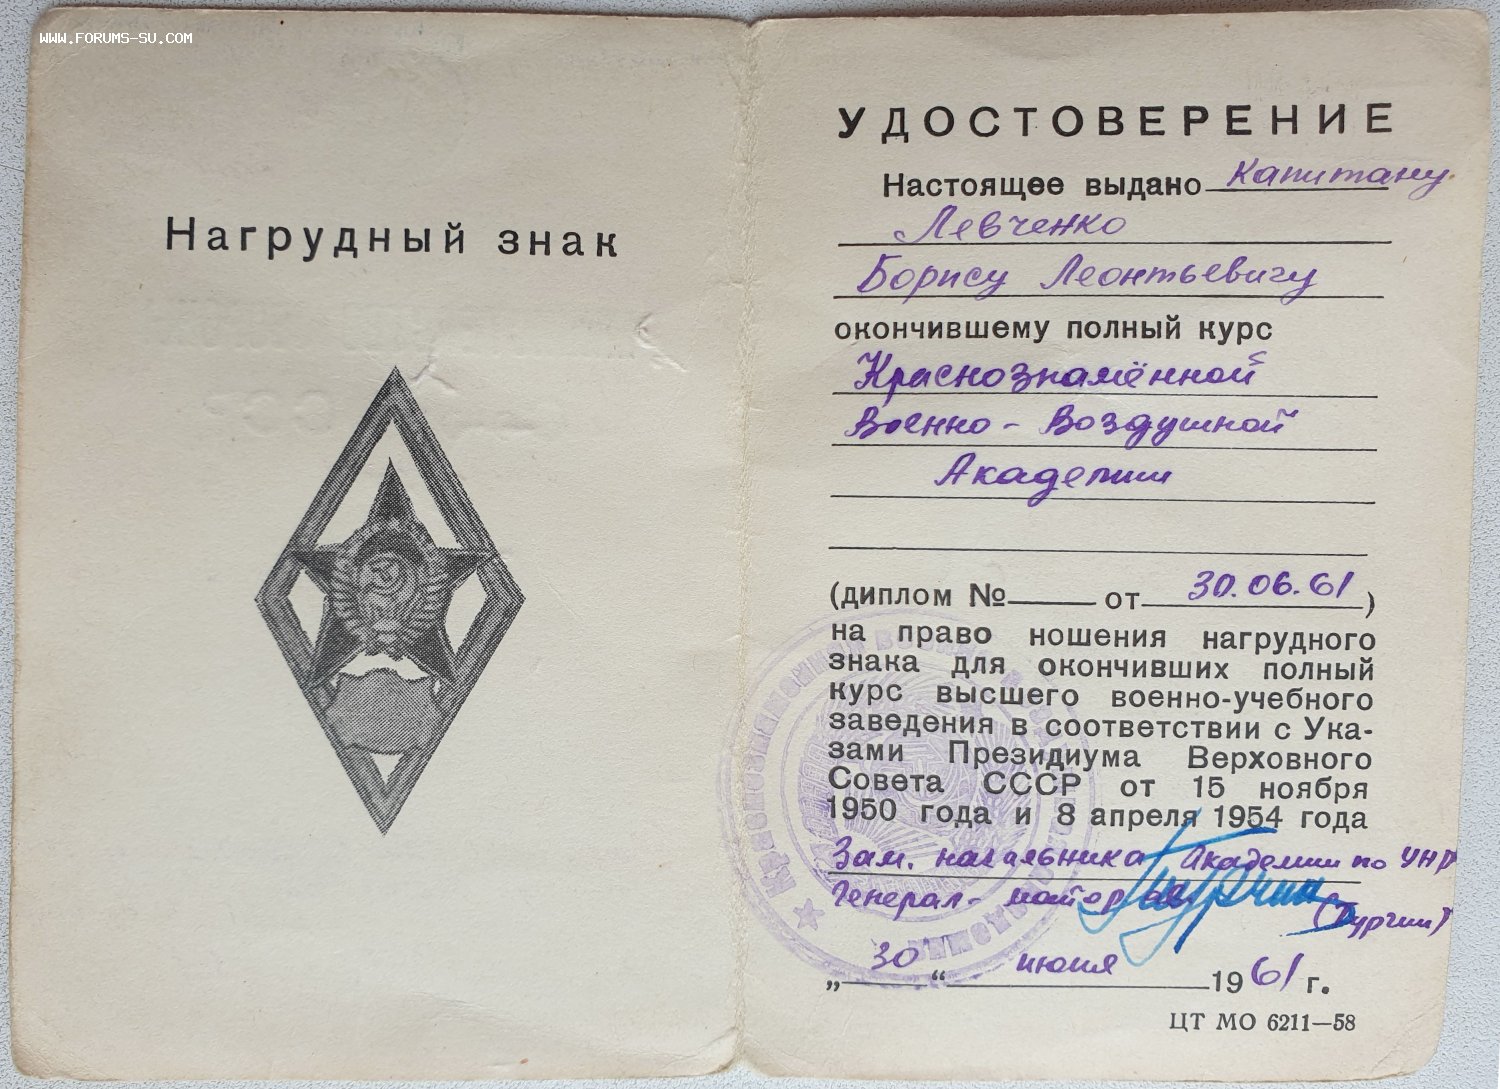 WWW.FORUMS-SU.COM
Нагрудный знак
УДОСТОВЕРЕНИЕ
Настоящее выдано Капитану
Левченко
Борису Леонтьевичу
окончившему полный курс
Краснознамённой
Военно-Воздушной
Академии
(диплом № от 30.06.61)
на право ношения нагрудного
знака для окончивших полный
курс высшего военно-учебного
заведения в соответствии с Ука-
зами Президиума Верховного
Совета СССР от 15 ноября
1950 года и 8 апреля 1954 года
Зам. начальника Академии по УНР
Генерал-майор ав.
(Пургин)
„30“ июня 1961 г.
ЦТ МО 6211—58